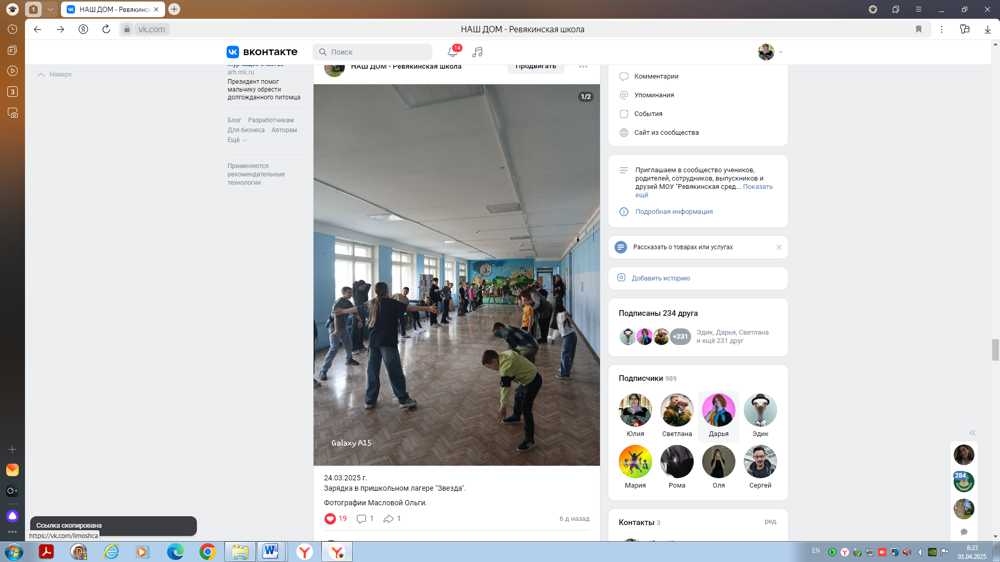 1
НАШ ДОМ - Ревякинск
vk.com
НАШ ДОМ - Ревякинская школа
вконтакте
Поиск
14
Наверх
arh.mk.ru
Президент помог
мальчику обрести
долгожданного питомца
Блог Разработчикам
Для бизнеса Авторам
Ещё
Применяются
рекомендательные
технологии
НАШ ДОМ - Ревякинская школа
Продвигать
1/2
Galaxy A15
24.03.2025 г.
Зарядка в пришкольном лагере "Звезда".
Фотографии Масловой Ольги.
19 1 1
6 д назад
Комментарии
Упоминания
События
Сайт из сообщества
Приглашаем в сообщество учеников,
родителей, сотрудников, выпускников и
друзей МОУ "Ревякинская сред... Показать
ещё
Подробная информация
Рассказать о товарах или услугах
Добавить историю
Подписаны 234 друга
+231
Эдик, Дарья, Светлана
и ещё 231 друг
Подписчики 989
Юлия Светлана Дарья Эдик
Мария Рома Оля Сергей
Контакты 3
ред.
3
284
Ссылка скопирована
https://vk.com/limoshca
EN
8:23
01.04.2025